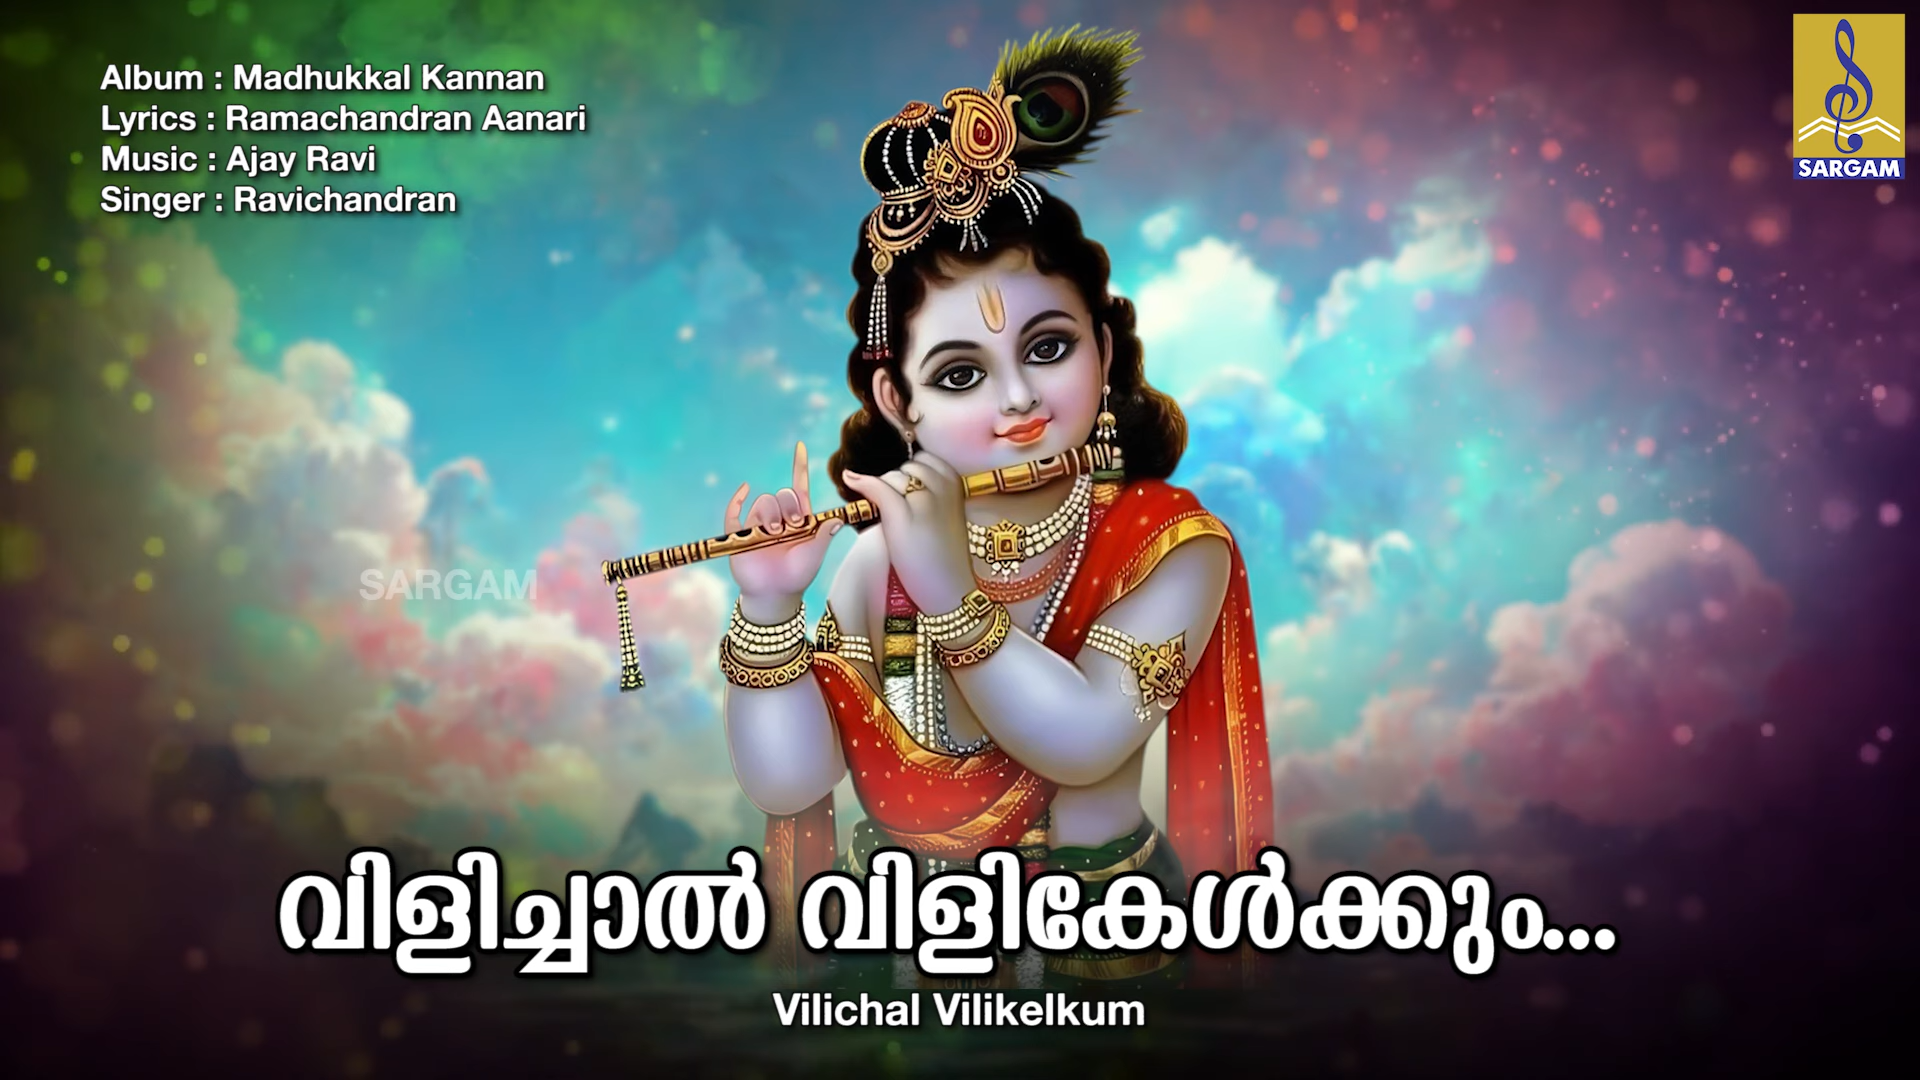 Album : Madhukkal Kannan
Lyrics : Ramachandran Aanari
Music : Ajay Ravi
Singer : Ravichandran
SARGAM
SARGAM
വിളിച്ചാൽ വിളികേൾക്കും...
Vilichal Vilikelkum